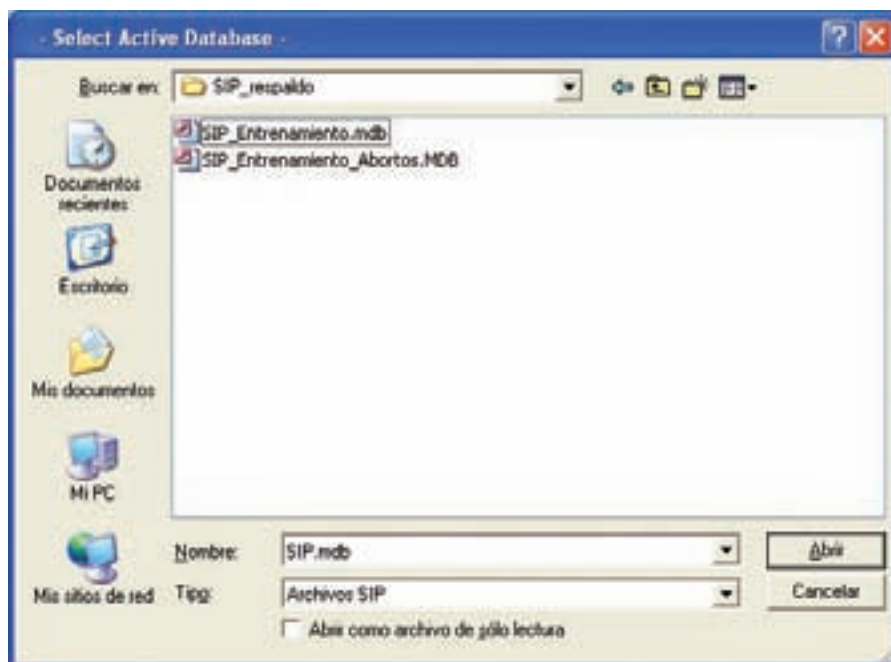 - Select Active Database -
Buscar en: SIP_respaldo
SIP_Entrenamiento.mdb
SIP_Entrenamiento_Abortos.MDB
Documentos
recientes
Escritorio
Mis documentos
Mi PC
Mis sitios de red
Nombre: SIP.mdb Abrir
Tipo: Archivos SIP Cancelar
Abrir como archivo de sólo lectura